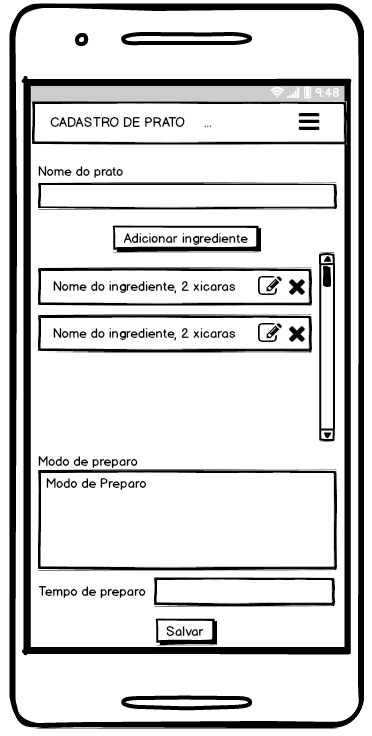 9:48
CADASTRO DE PRATO ...
Nome do prato
Adicionar ingrediente
Nome do ingrediente, 2 xicaras
Nome do ingrediente, 2 xicaras
Modo de preparo
Modo de Preparo
Tempo de preparo
Salvar